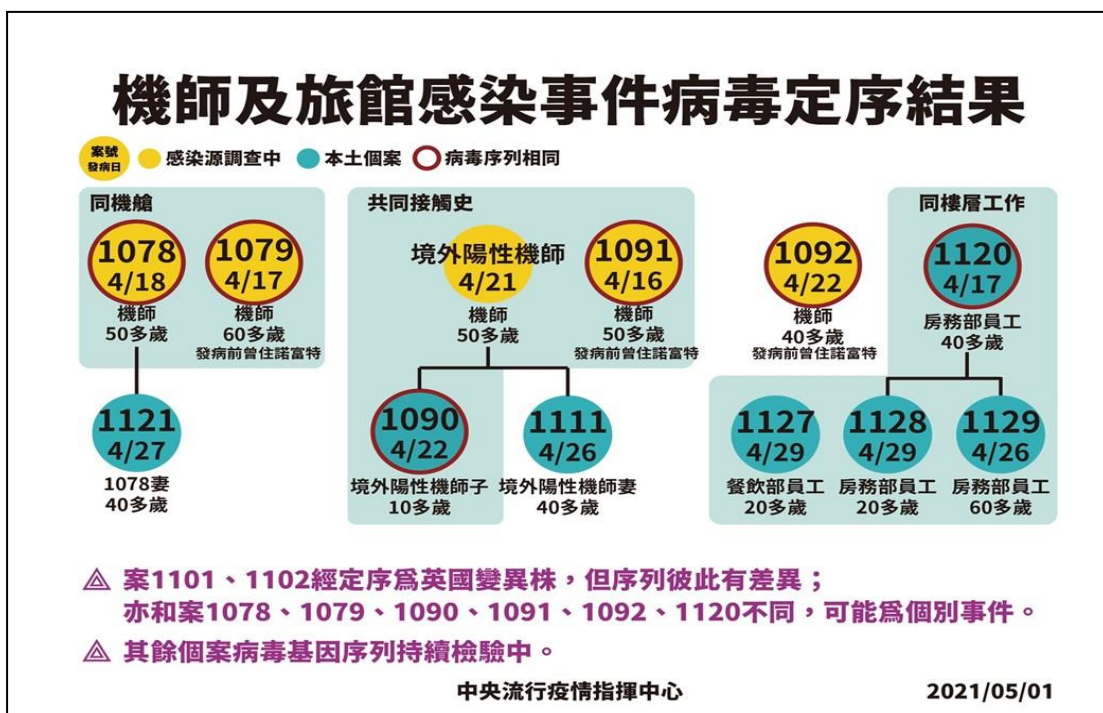 機師及旅館感染事件病毒定序結果
案號
發病日
感染源調查中
本土個案
病毒序列相同
同機艙
1078
4/18
機師
50多歲
1079
4/17
機師
60多歲
發病前曾住諾富特
1121
4/27
1078妻
40多歲
共同接觸史
境外陽性機師
4/21
機師
50多歲
1091
4/16
機師
50多歲
發病前曾住諾富特
1090
4/22
境外陽性機師子
10多歲
1111
4/26
境外陽性機師妻
40多歲
1092
4/22
機師
40多歲
發病前曾住諾富特
同樓層工作
1120
4/17
房務部員工
40多歲
1127
4/29
餐飲部員工
20多歲
1128
4/29
房務部員工
20多歲
1129
4/26
房務部員工
60多歲
案1101、1102經定序為英國變異株，但序列彼此有差異；
亦和案1078、1079、1090、1091、1092、1120不同，可能為個別事件。
其餘個案病毒基因序列持續檢驗中。
中央流行疫情指揮中心
2021/05/01